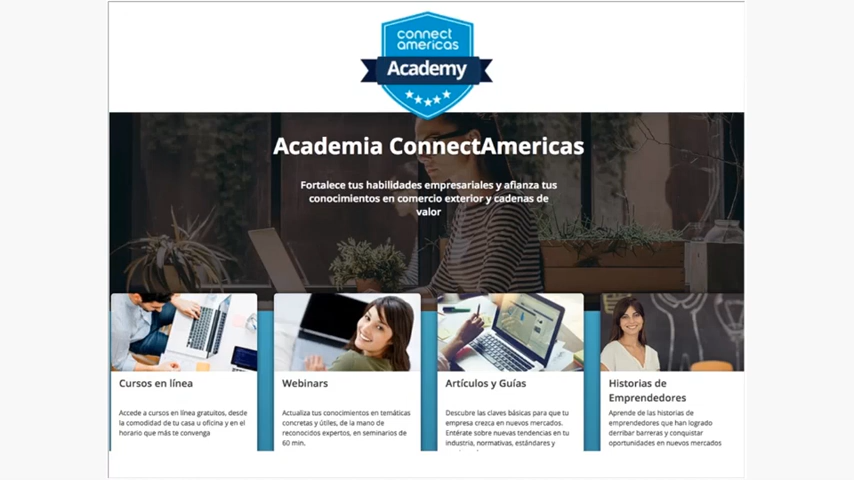 connect
americas
Academy
Academia ConnectAmericas
Fortalece tus habilidades empresariales y afianza tus
conocimientos en comercio exterior y cadenas de
valor
Cursos en línea
Accede a cursos en línea gratuitos, desde
la comodidad de tu casa u oficina y en el
horario que más te convenga
Webinars
Actualiza tus conocimientos en temáticas
concretas y útiles, de la mano de
reconocidos expertos, en seminarios de
60 min.
Artículos y Guías
Descubre las claves básicas para que tu
empresa crezca en nuevos mercados.
Entérate sobre nuevas tendencias en tu
industria, normativas, estándares y
Historias de
Emprendedores
Aprende de las historias de
emprendedores que han logrado
derribar barreras y conquistar
oportunidades en nuevos mercados